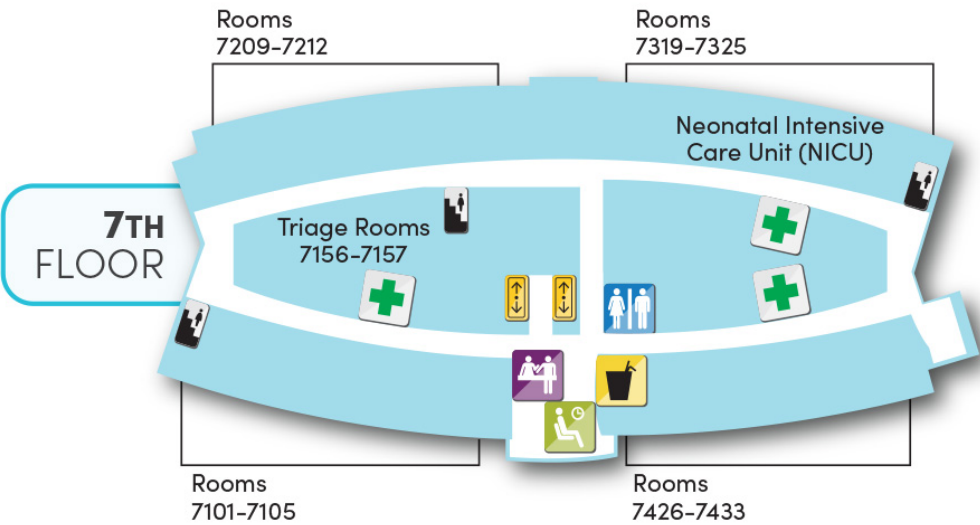 Rooms
7209-7212
Rooms
7319-7325
Neonatal Intensive
Care Unit (NICU)
7TH
FLOOR
Triage Rooms
7156-7157
Rooms
7101-7105
Rooms
7426-7433